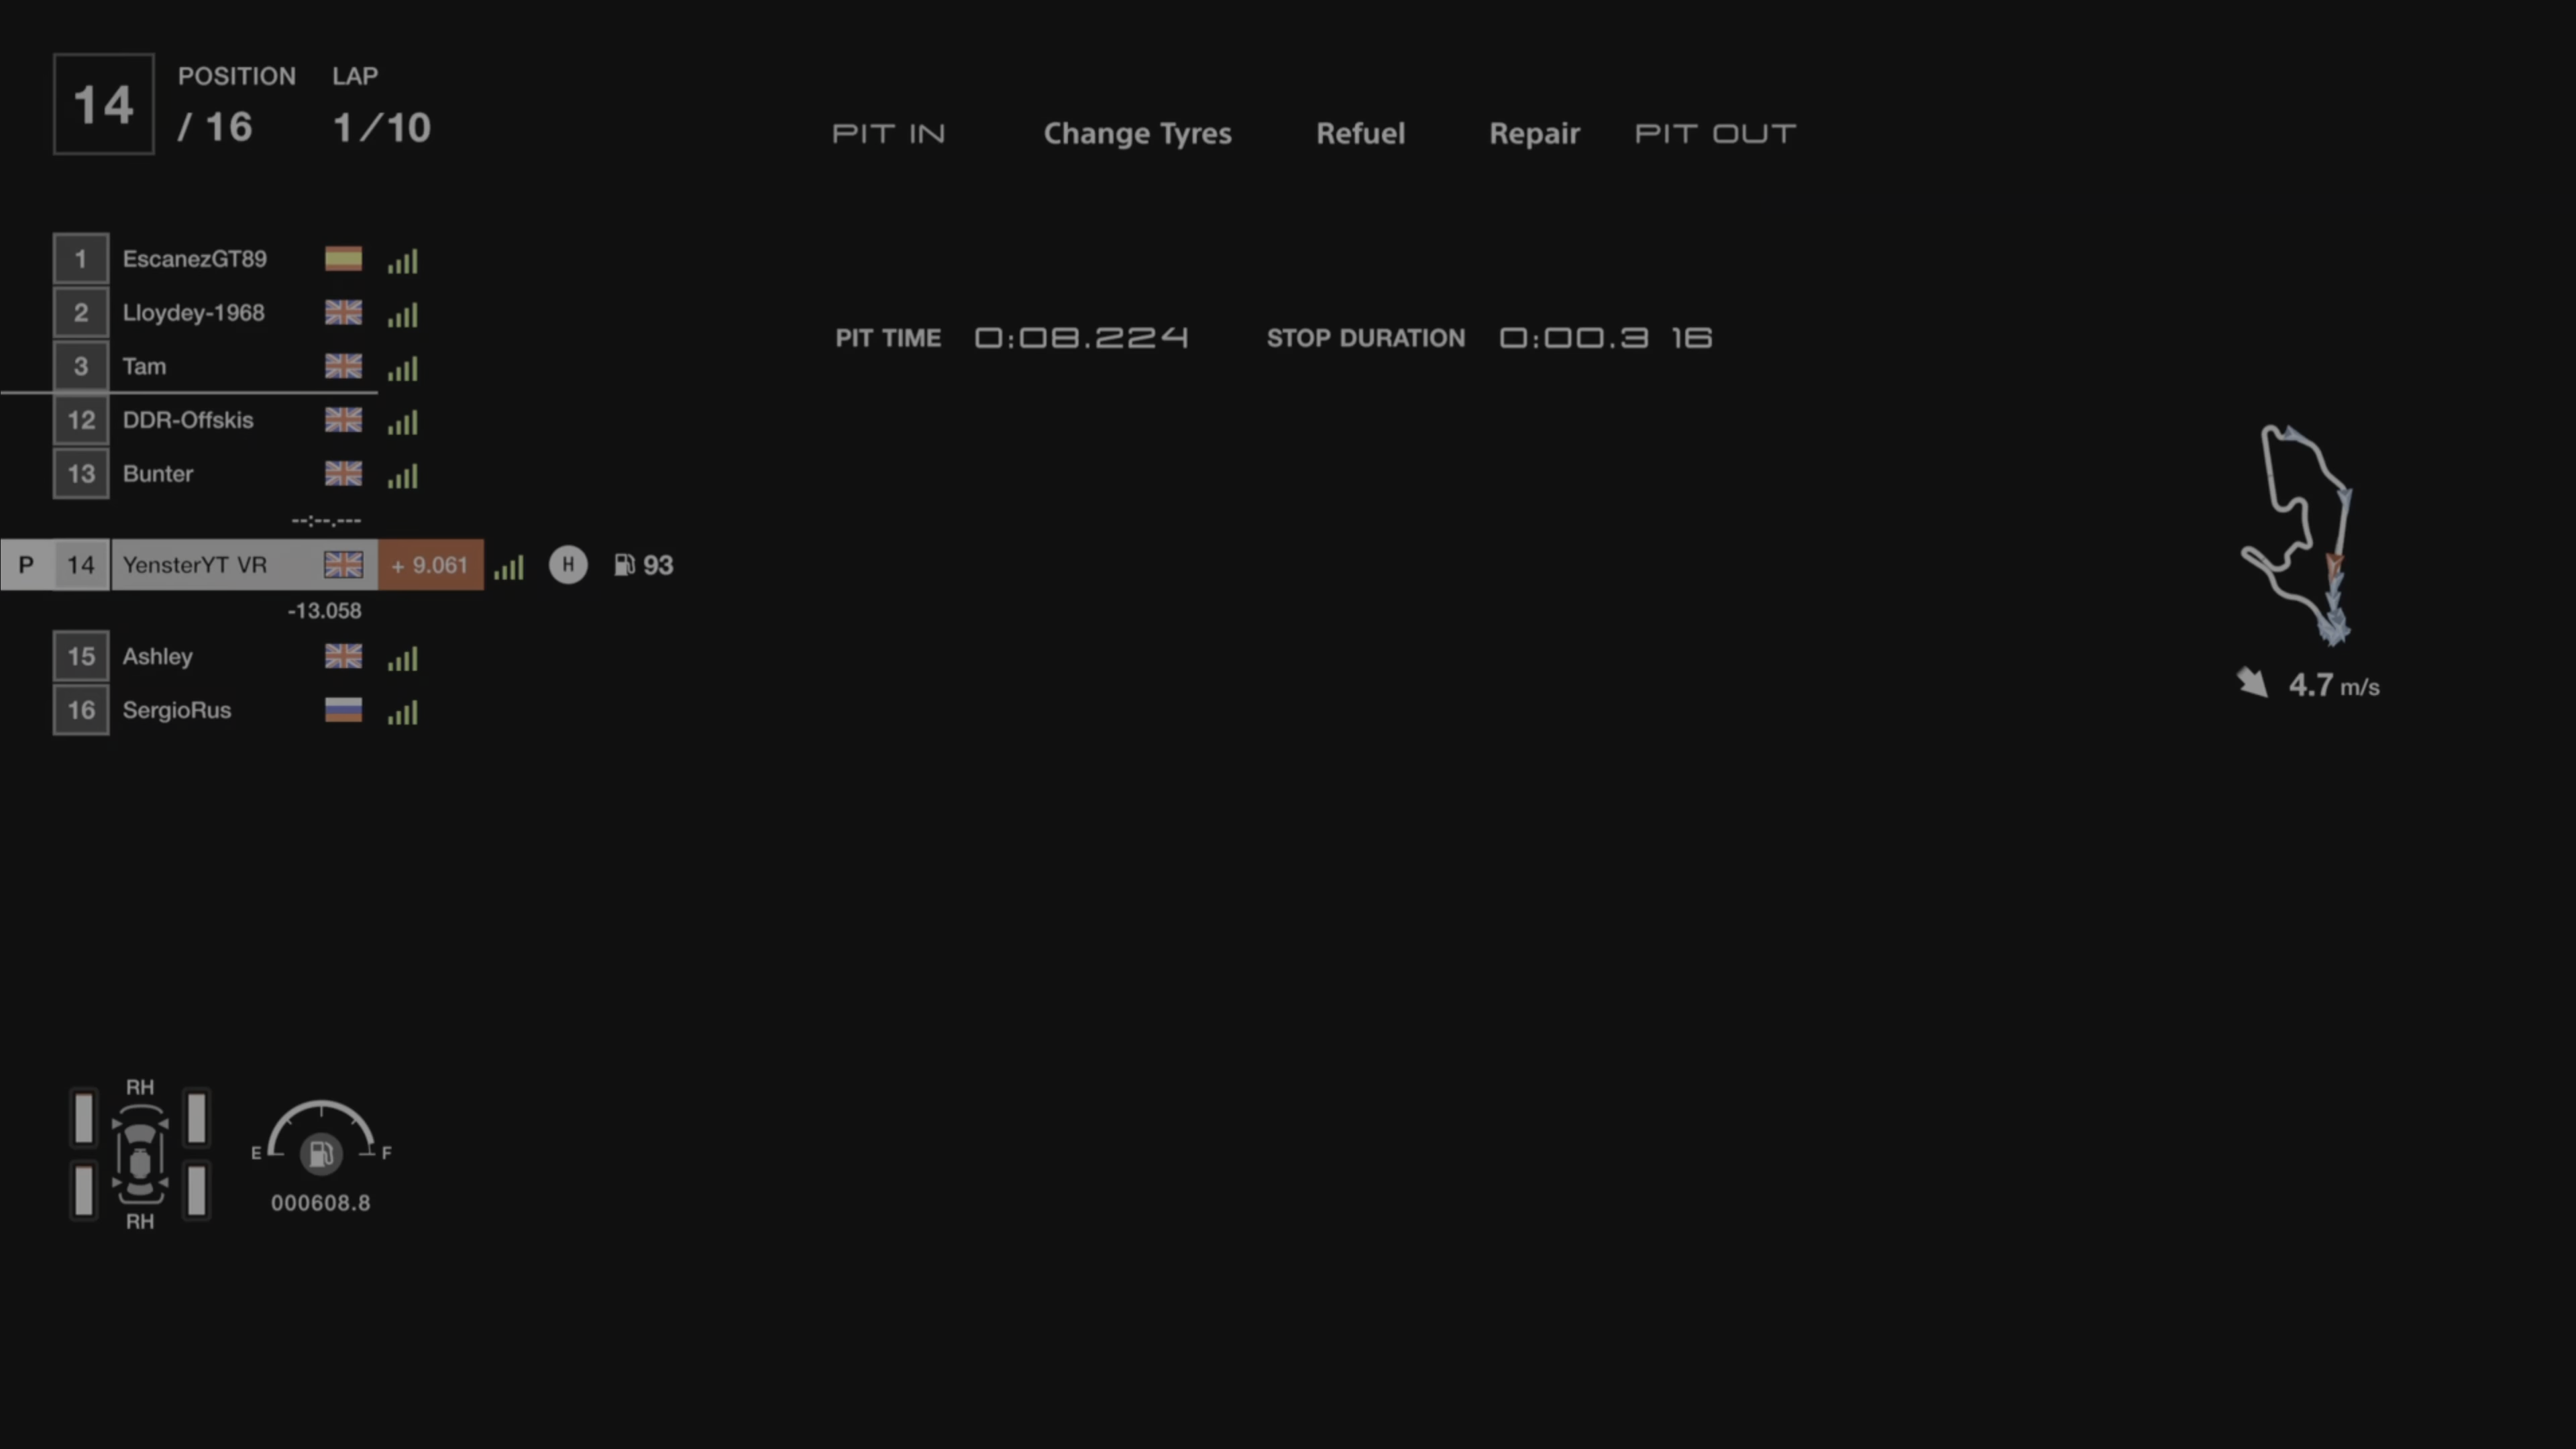 14 POSITION LAP
/ 16 1/10
PIT IN Change Tyres Refuel Repair PIT OUT
1 EscanezGT89
2 Lloydey-1968
3 Tam
12 DDR-Offskis
13 Bunter
--:--.---
P 14 YensterYT VR + 9.061 H 93
-13.058
15 Ashley
16 SergioRus
PIT TIME 0:08.224 STOP DURATION 0:00.3 16
4.7 m/s
RH
E F
000608.8
RH